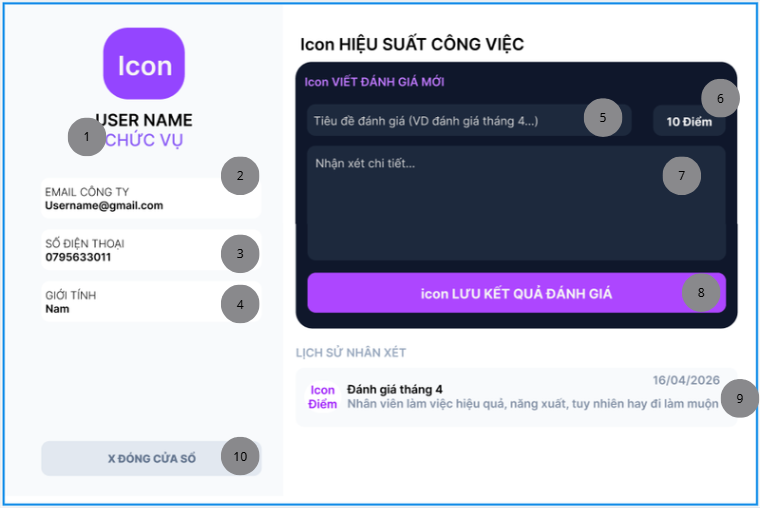 Icon
USER NAME
1
CHỨC VỤ
2
EMAIL CÔNG TY
Username@gmail.com
SỐ ĐIỆN THOẠI
0795633011
3
GIỚI TÍNH
Nam
4
X ĐÓNG CỬA SỔ
10
Icon HIỆU SUẤT CÔNG VIỆC
Icon VIẾT ĐÁNH GIÁ MỚI
6
Tiêu đề đánh giá (VD đánh giá tháng 4...)
5
10 Điểm
Nhận xét chi tiết...
7
icon LƯU KẾT QUẢ ĐÁNH GIÁ
8
LỊCH SỬ NHẬN XÉT
16/04/2026
Icon
Điểm
Đánh giá tháng 4
Nhân viên làm việc hiệu quả, năng xuất, tuy nhiên hay đi làm muộn
9